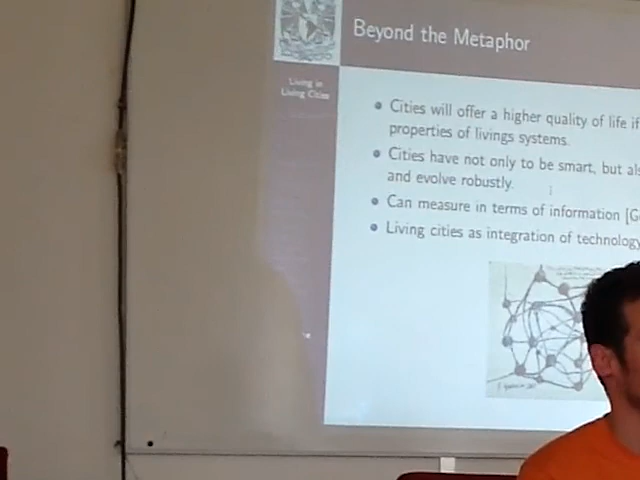 Beyond the Metaphor
Living in
Living Cities
Cities will offer a higher quality of life if
properties of livings systems.
Cities have not only to be smart, but als
and evolve robustly.
Can measure in terms of information [G
Living cities as integration of technology